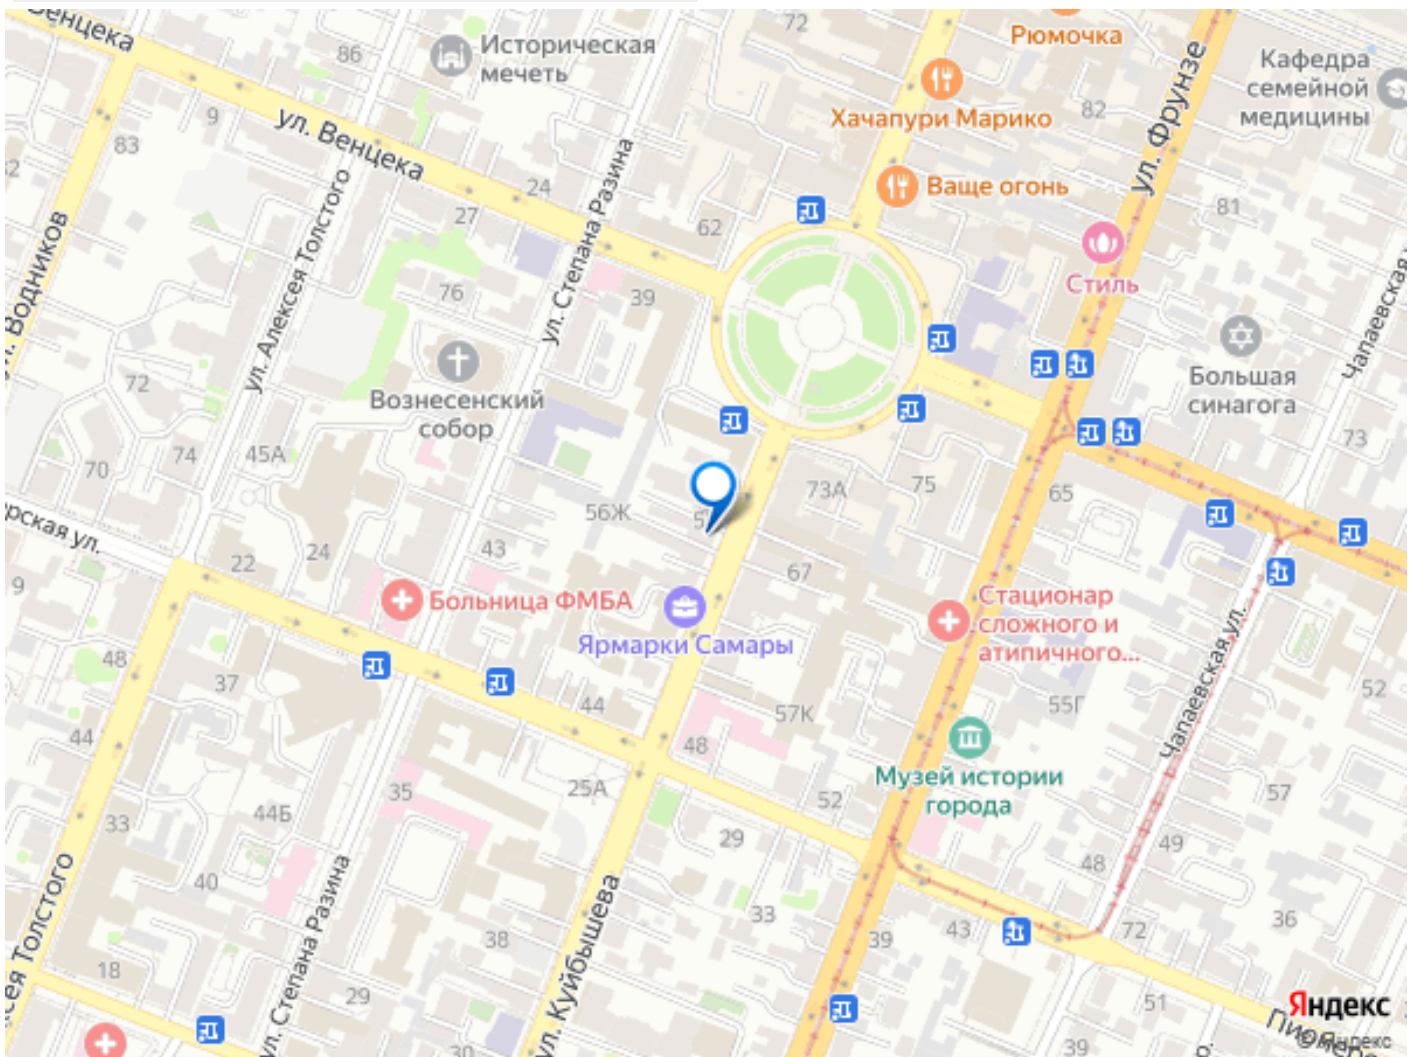 Венцека
72
Рюмочка
86
Историческая
мечеть
ул. Фрунзе
Кафедра
семейной
медицины
9
ул. Венцека
Хачапури Марико
82
83
24
Ваще огонь
27
62
81
ул. Степана Разина
ул. Алексея Толстого
Водников
76
39
Стиль
Чапаевская
72
Вознесенский
собор
Большая
синагога
74
45А
70
73
73А
75
65
56Ж
43
22
24
67
9
Больница ФМБА
Ярмарки Самары
Стационар
сложного и
атипичного...
48
37
44
57К
55Г
52
Чапаевская ул.
44
48
25А
35
52
Музей истории
города
57
33
44Б
29
49
48
40
33
36
38
39
43
72
Толстого
18
ул. Степана Разина
29
ул. Куйбышева
51
30
39
Яндекс
© Яндекс